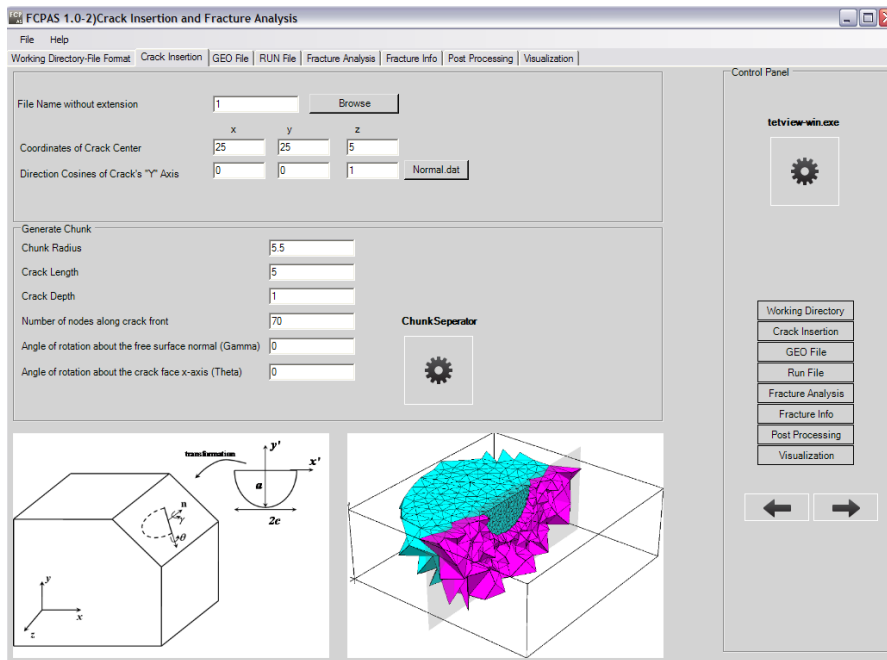 FCPAS 1.0-2)Crack Insertion and Fracture Analysis
File Help
Working Directory-File Format Crack Insertion GEO File RUN File Fracture Analysis Fracture Info Post Processing Visualization
File Name without extension 1 Browse
x y z
Coordinates of Crack Center 25 25 5
Direction Cosines of Crack's "Y" Axis 0 0 1 Normal.dat
Generate Chunk
Chunk Radius 5.5
Crack Length 5
Crack Depth 1
Number of nodes along crack front 70
Angle of rotation about the free surface normal (Gamma) 0
Angle of rotation about the crack face x-axis (Theta) 0
ChunkSeperator
transformation
y'
x'
a
2c
n
γ
θ
y
x
z
Control Panel
tetview-win.exe
Working Directory
Crack Insertion
GEO File
Run File
Fracture Analysis
Fracture Info
Post Processing
Visualization